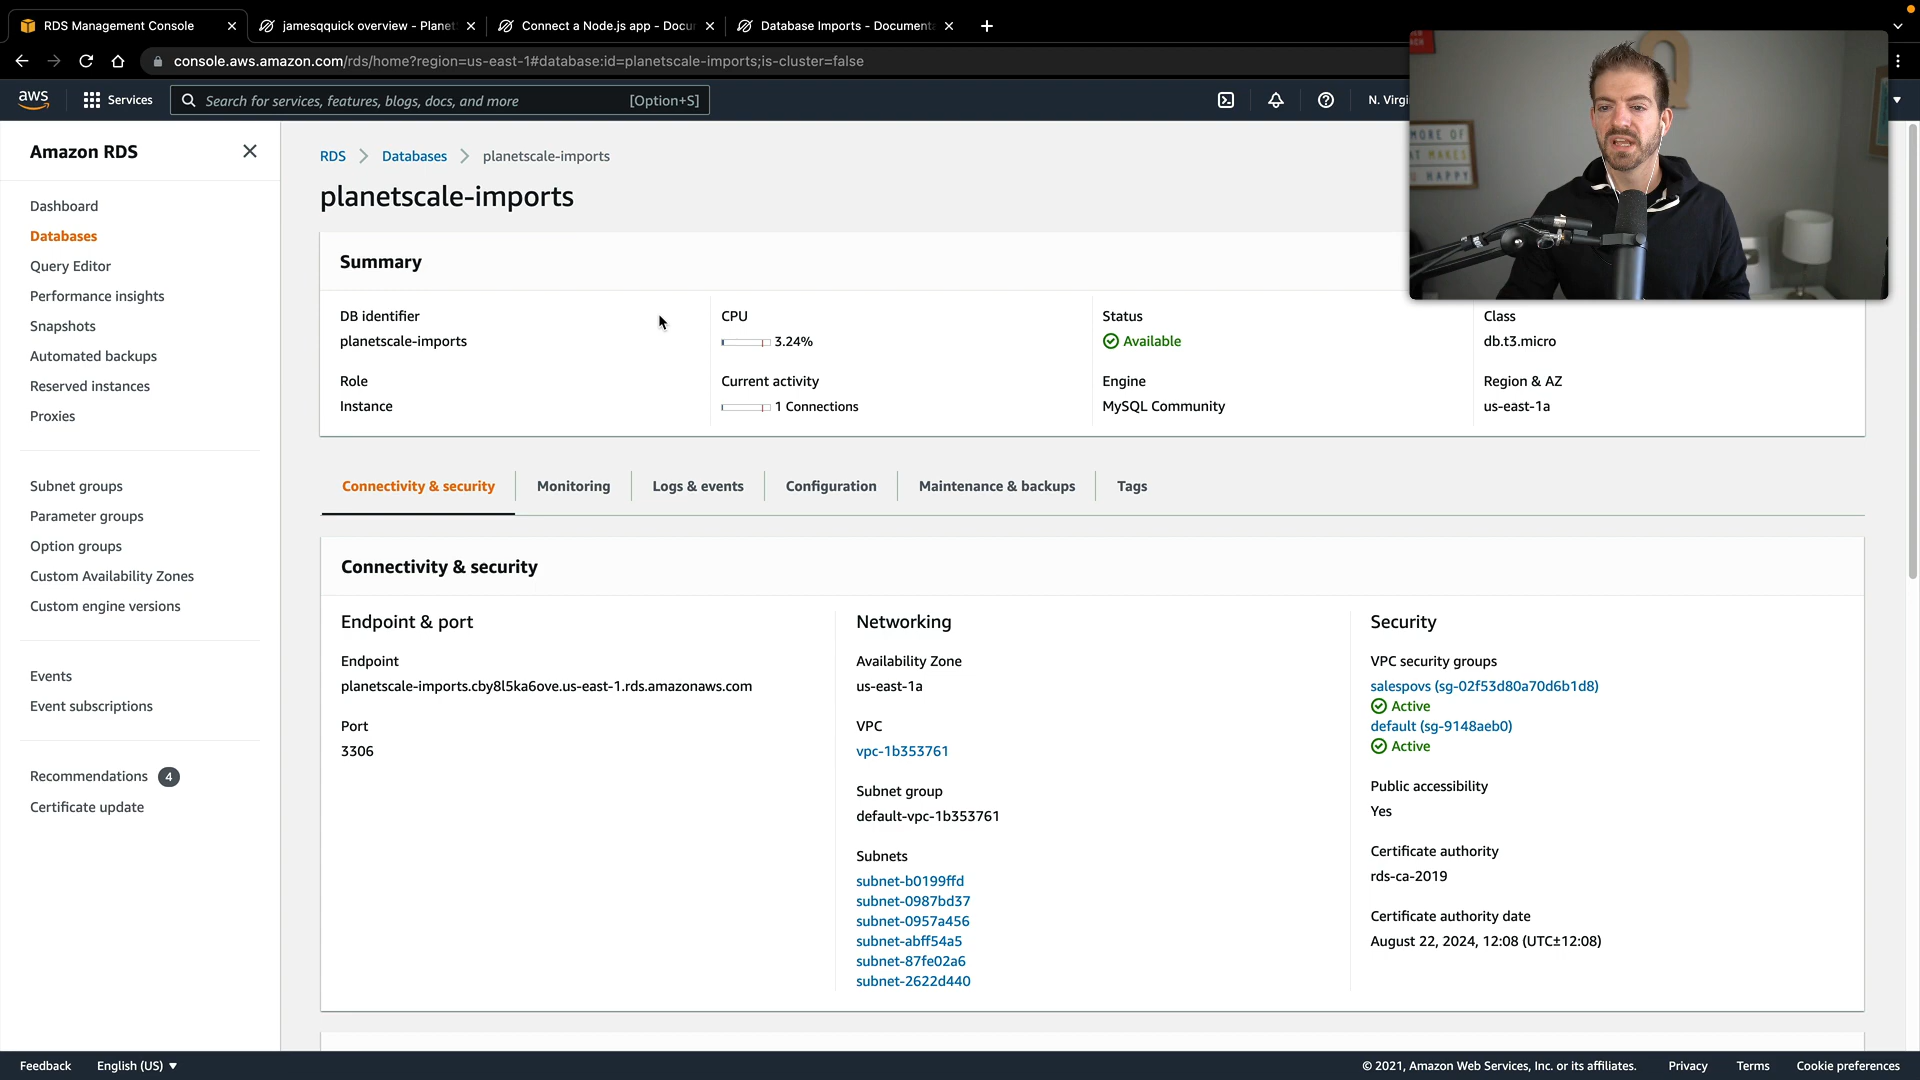 RDS Management Console
jamesqquick overview - Planet
Connect a Node.js app - Docu
Database Imports - Documenta
console.aws.amazon.com/rds/home?region=us-east-1#database:id=planetscale-imports;is-cluster=false
aws
Services
Search for services, features, blogs, docs, and more
[Option+S]
N. Virgi
MORE OF
MAKES
YOU HAPPY
Amazon RDS
Dashboard
Databases
Query Editor
Performance insights
Snapshots
Automated backups
Reserved instances
Proxies
Subnet groups
Parameter groups
Option groups
Custom Availability Zones
Custom engine versions
Events
Event subscriptions
Recommendations 4
Certificate update
RDS > Databases > planetscale-imports
planetscale-imports
Summary
DB identifier
planetscale-imports
Role
Instance
CPU
3.24%
Current activity
1 Connections
Status
Available
Engine
MySQL Community
Class
db.t3.micro
Region & AZ
us-east-1a
Connectivity & security
Monitoring
Logs & events
Configuration
Maintenance & backups
Tags
Connectivity & security
Endpoint & port
Endpoint
planetscale-imports.cby8l5ka6ove.us-east-1.rds.amazonaws.com
Port
3306
Networking
Availability Zone
us-east-1a
VPC
vpc-1b353761
Subnet group
default-vpc-1b353761
Subnets
subnet-b0199ffd
subnet-0987bd37
subnet-0957a456
subnet-abff54a5
subnet-87fe02a6
subnet-2622d440
Security
VPC security groups
salespovs (sg-02f53d80a70d6b1d8)
Active
default (sg-9148aeb0)
Active
Public accessibility
Yes
Certificate authority
rds-ca-2019
Certificate authority date
August 22, 2024, 12:08 (UTC±12:08)
Feedback
English (US)
© 2021, Amazon Web Services, Inc. or its affiliates.
Privacy
Terms
Cookie preferences